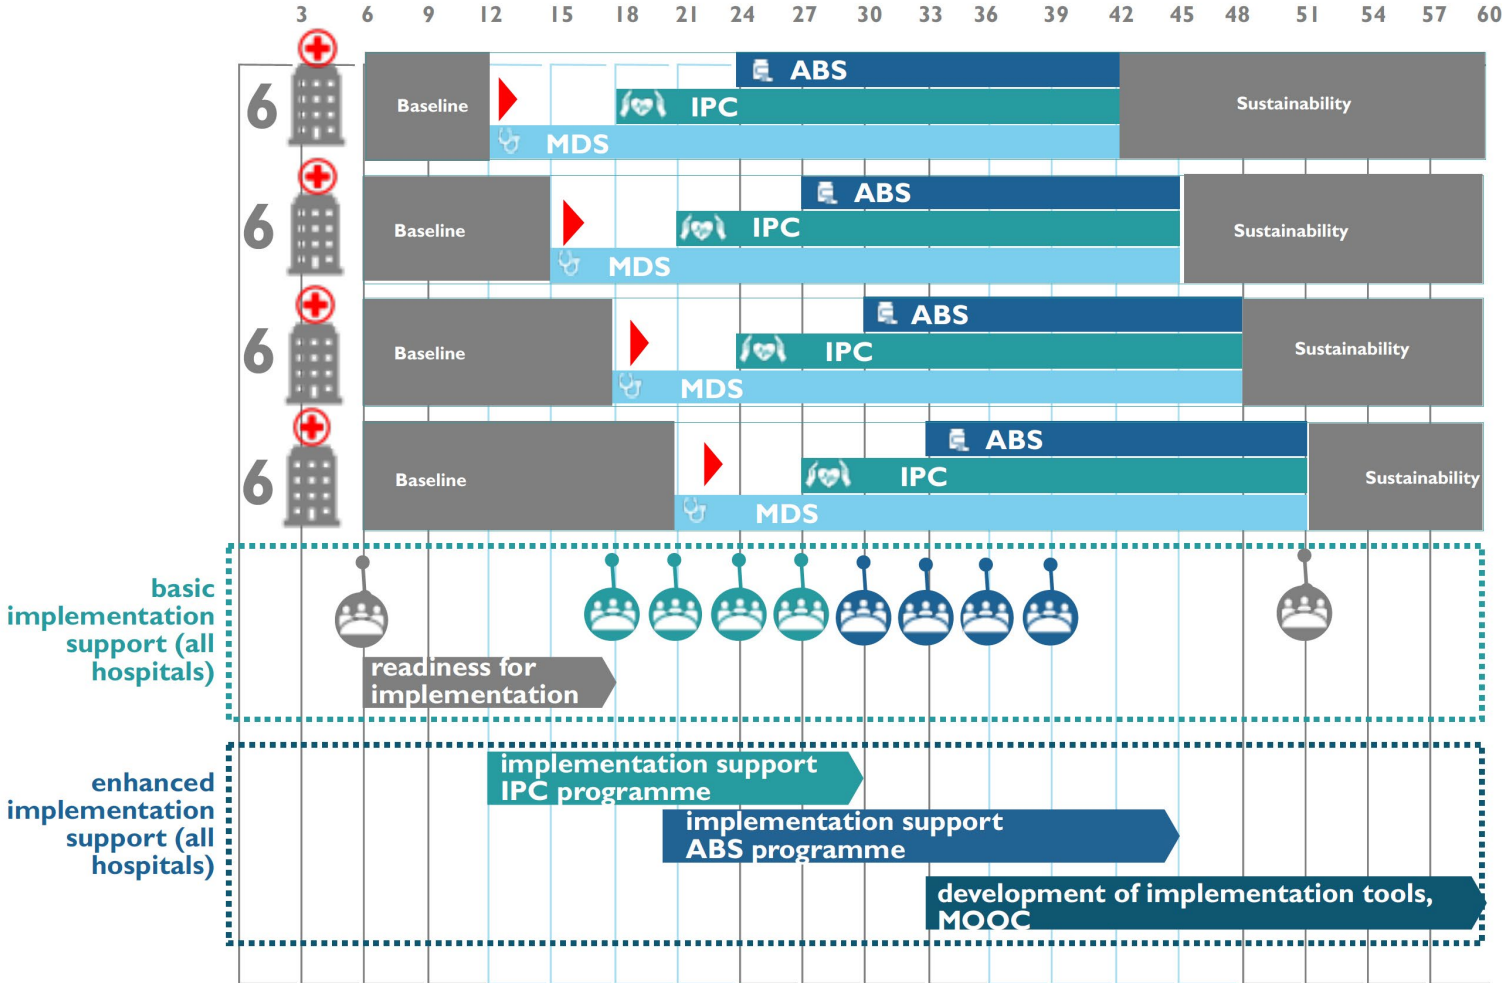 3 6 9 12 15 18 21 24 27 30 33 36 39 42 45 48 51 54 57 60
ABS
6 Baseline IPC Sustainability
MDS
ABS
6 Baseline IPC Sustainability
MDS
ABS
6 Baseline IPC Sustainability
MDS
ABS
6 Baseline IPC Sustainability
MDS
basic
implementation
support (all
hospitals)
readiness for
implementation
enhanced
implementation
support (all
hospitals)
implementation support
IPC programme
implementation support
ABS programme
development of implementation tools,
MOOC